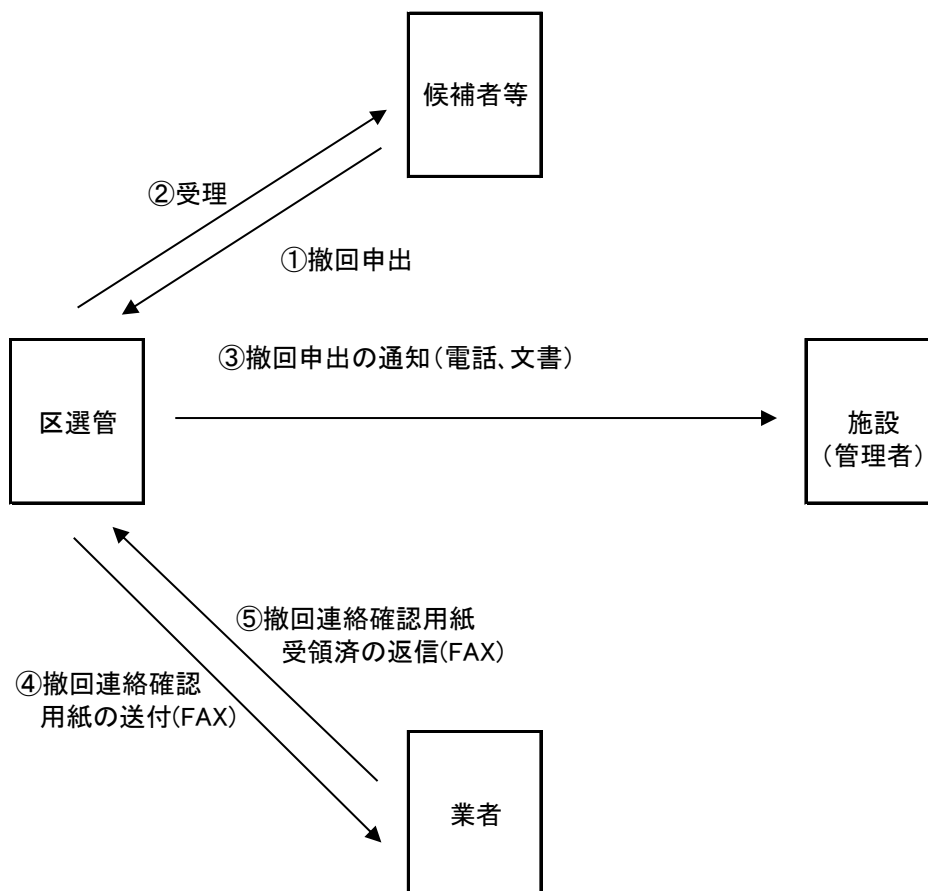 候補者等
②受理
①撤回申出
③撤回申出の通知(電話、文書)
区選管
施設
(管理者)
⑤撤回連絡確認用紙
受領済の返信(FAX)
④撤回連絡確認
用紙の送付(FAX)
業者